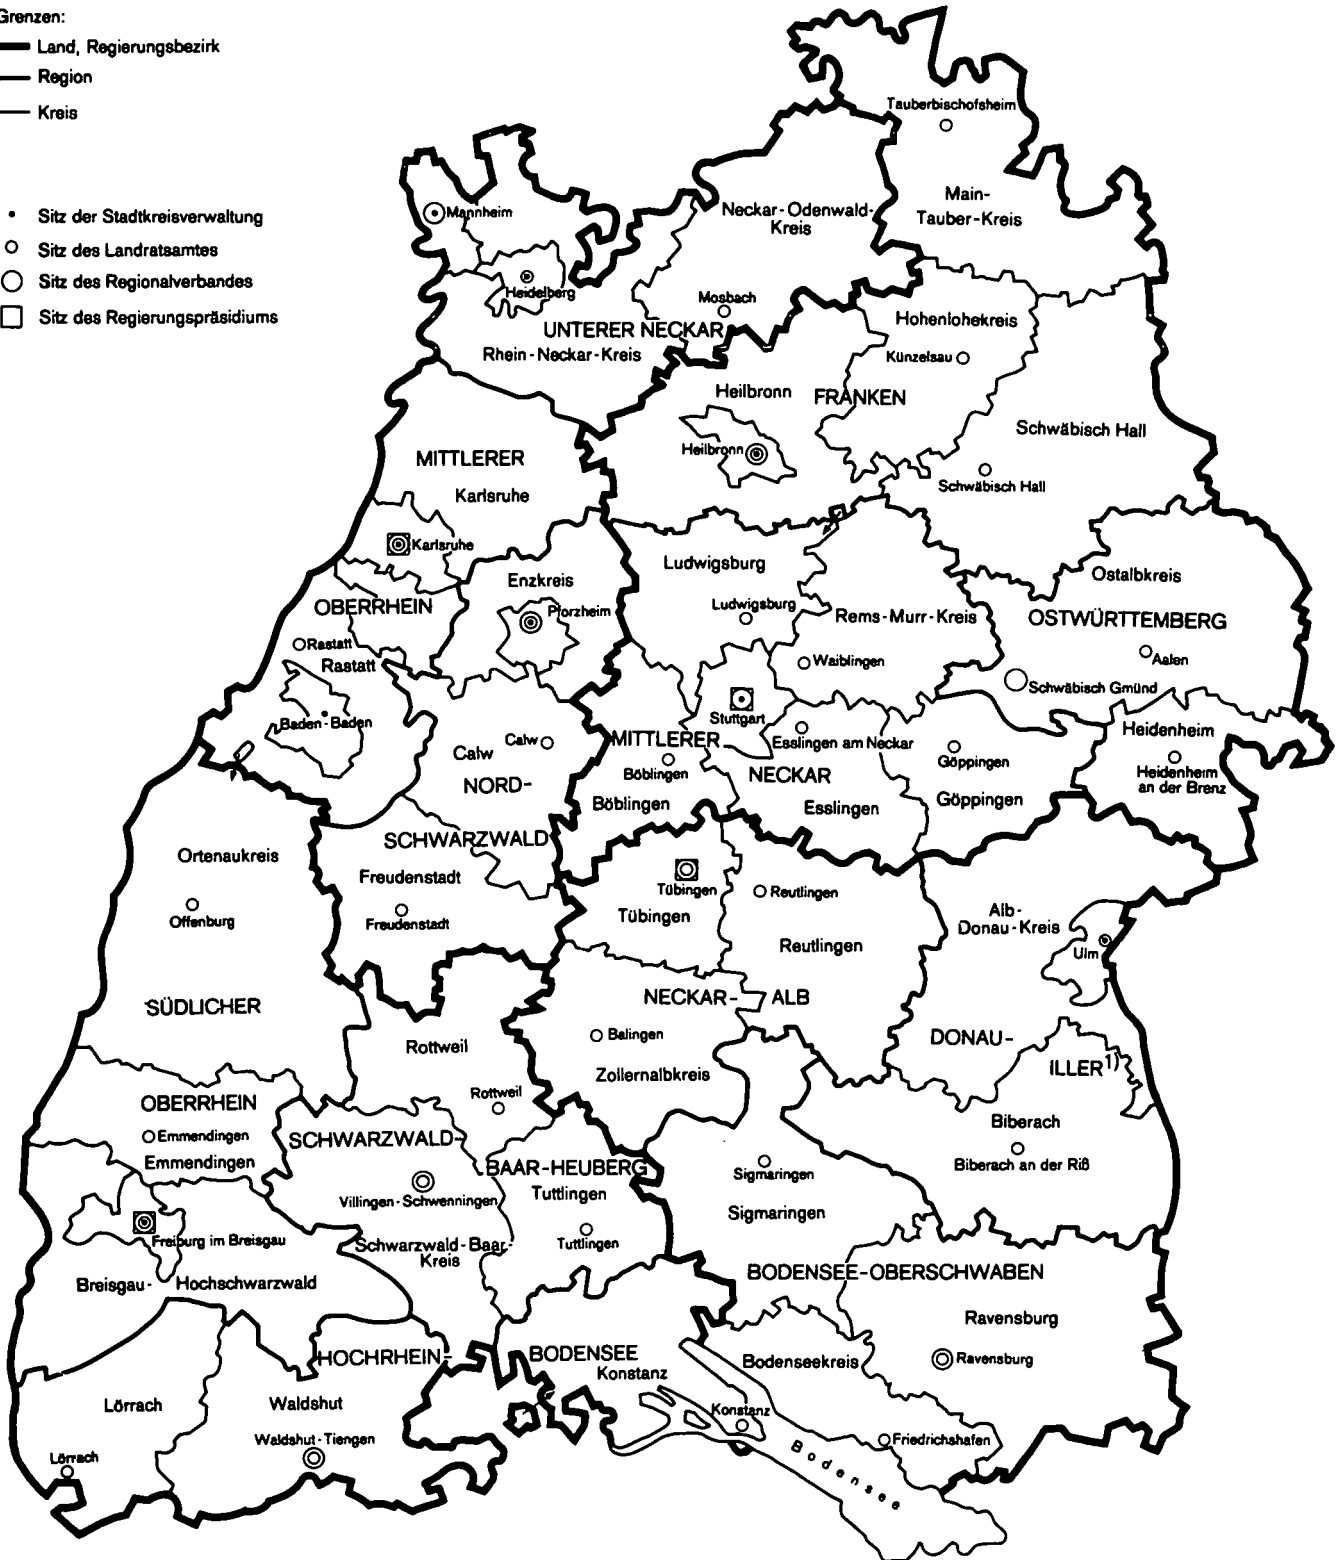 Grenzen:
Land, Regierungsbezirk
Region
Kreis
Sitz der Stadtkreisverwaltung
Sitz des Landratsamtes
Sitz des Regionalverbandes
Sitz des Regierungspräsidiums
Tauberbischofsheim
Main-
Tauber-Kreis
Mannheim
Neckar-Odenwald-
Kreis
Heidelberg
Mosbach
UNTERER NECKAR
Rhein-Neckar-Kreis
Hohenlohekreis
Künzelsau
Heilbronn
FRANKEN
Heilbronn
Schwäbisch Hall
Schwäbisch Hall
MITTLERER
Karlsruhe
Karlsruhe
OBERRHEIN
Rastatt
Rastatt
Baden-Baden
Enzkreis
Pforzheim
Ludwigsburg
Ludwigsburg
Rems-Murr-Kreis
Waiblingen
Ostalbkreis
OSTWÜRTTEMBERG
Aalen
Schwäbisch Gmünd
Stuttgart
Calw
Calw
NORD-
SCHWARZWALD
MITTLERER
Böblingen
Böblingen
Esslingen am Neckar
NECKAR
Esslingen
Göppingen
Göppingen
Heidenheim
Heidenheim
an der Brenz
Ortenaukreis
Offenburg
Freudenstadt
Freudenstadt
Tübingen
Tübingen
Reutlingen
Reutlingen
Alb-
Donau-Kreis
Ulm
SÜDLICHER
NECKAR-ALB
Balingen
Zollernalbkreis
DONAU-
ILLER1)
Rottweil
Rottweil
OBERRHEIN
Emmendingen
Emmendingen
SCHWARZWALD-
BAAR-HEUBERG
Villingen-Schwenningen
Tuttlingen
Tuttlingen
Schwarzwald-Baar-
Kreis
Biberach
Biberach an der Riß
Sigmaringen
Sigmaringen
Freiburg im Breisgau
Breisgau-Hochschwarzwald
BODENSEE-OBERSCHWABEN
Ravensburg
Ravensburg
Bodenseekreis
HOCHRHEIN-
BODENSEE
Konstanz
Konstanz
Lörrach
Lörrach
Waldshut
Waldshut-Tiengen
Friedrichshafen
Bodensee